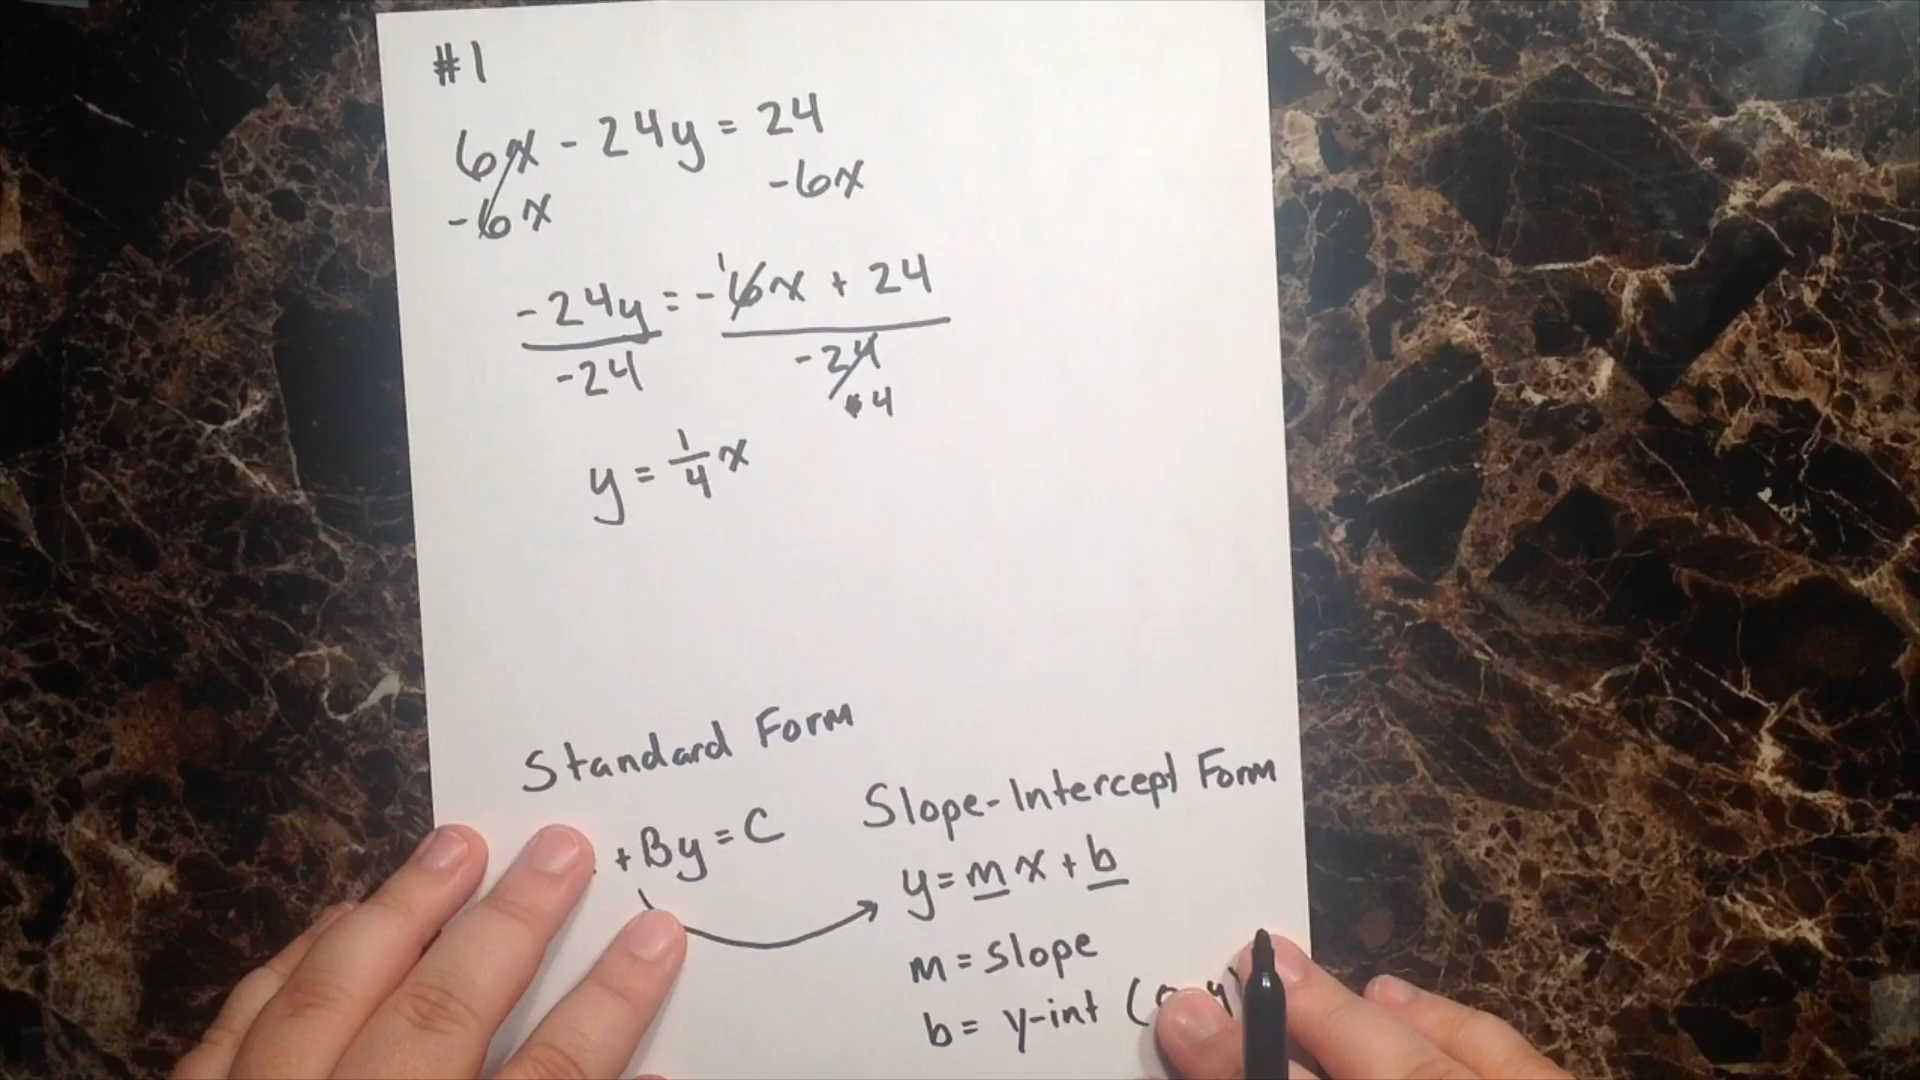 #1
6x - 24y = 24
-6x -6x
-24y = -6x + 24
1
-24 -24
4
y = 1/4 x
Standard Form
+ By = C
Slope-Intercept Form
y = mx + b
m = slope
b = y-int (